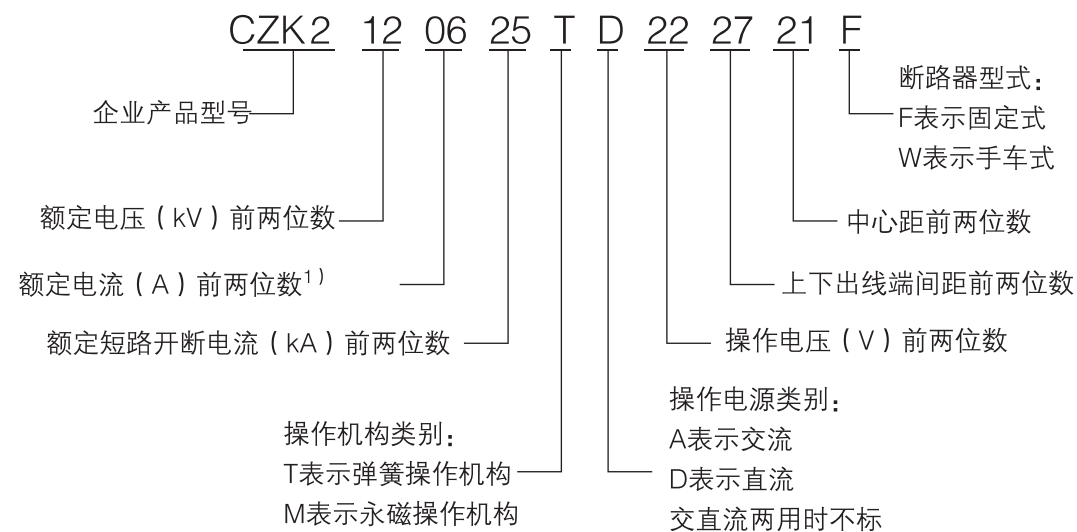 CZK2 12 06 25 T D 22 27 21 F
断路器型式：
F表示固定式
W表示手车式
企业产品型号
额定电压（kV）前两位数
中心距前两位数
额定电流（A）前两位数1）
上下出线端间距前两位数
额定短路开断电流（kA）前两位数
操作电压（V）前两位数
操作机构类别：
T表示弹簧操作机构
M表示永磁操作机构
操作电源类别：
A表示交流
D表示直流
交直流两用时不标